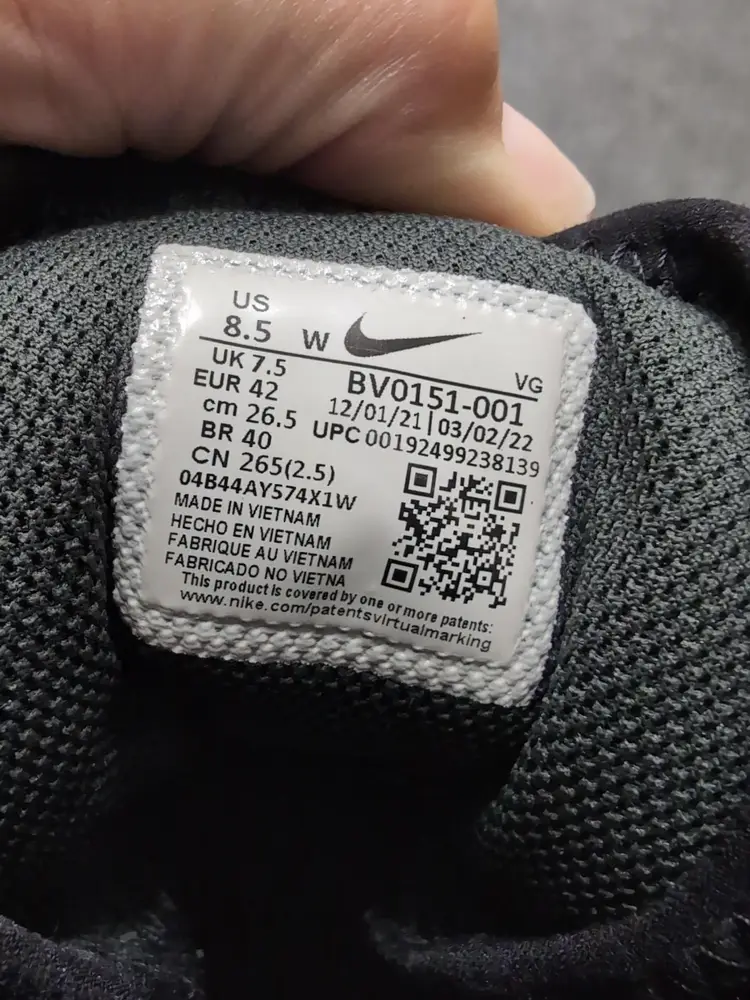 US
8.5 W
UK 7.5
EUR 42
cm 26.5
BR 40
CN 265(2.5)
VG
BV0151-001
12/01/21|03/02/22
UPC 00192499238139
04B44AY574X1W
MADE IN VIETNAM
HECHO EN VIETNAM
FABRIQUE AU VIETNAM
FABRICADO NO VIETNA
This product is covered by one or more patents:
www.nike.com/patentsvirtualmarking